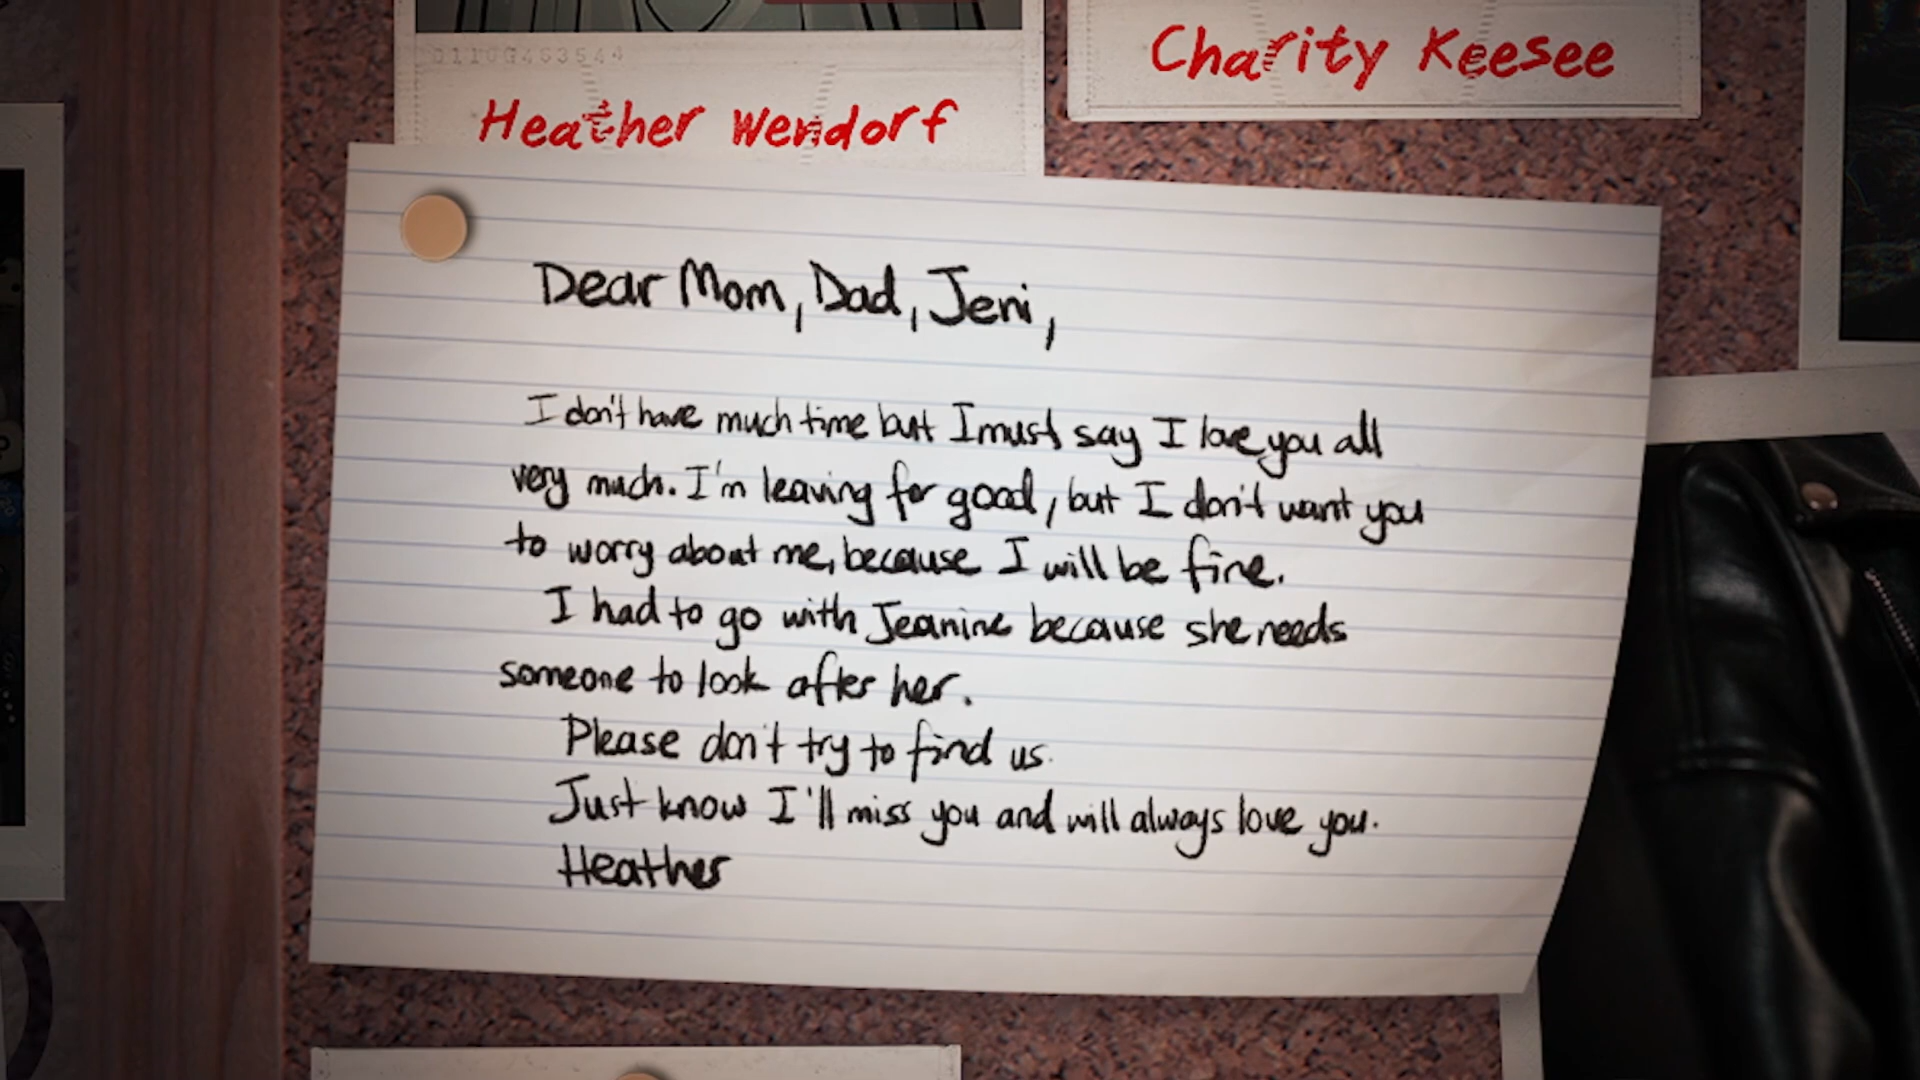 0110G463544
Heather Wendorf
Charity Keesee
Dear Mom, Dad, Jeni,
I don't have much time but I must say I love you all
very much. I'm leaving for good, but I don't want you
to worry about me, because I will be fine.
I had to go with Jeanine because she needs
someone to look after her.
Please don't try to find us.
Just know I'll miss you and will always love you.
Heather